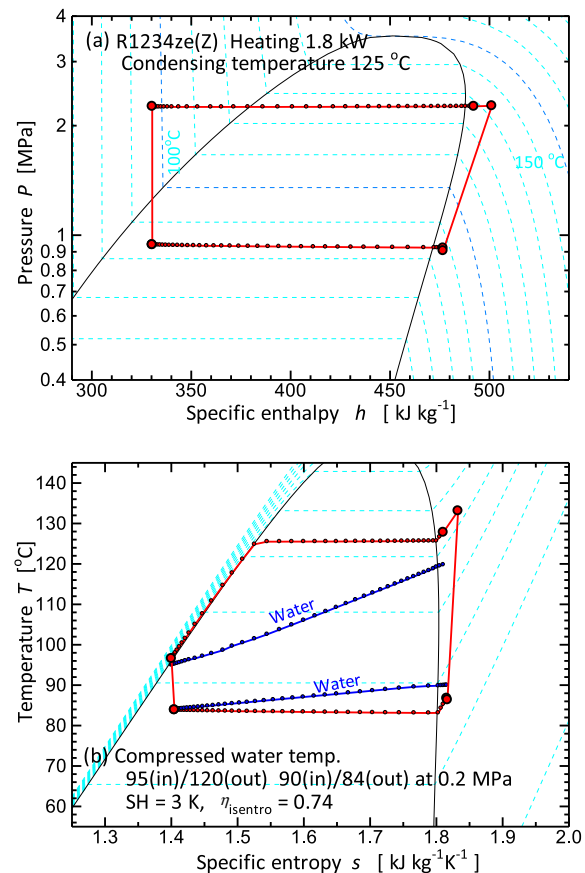 (a) R1234ze(Z) Heating 1.8 kW
Condensing temperature 125 °C
4
3
2
1
0.9
0.8
0.7
0.6
0.5
0.4
Pressure P [MPa]
100°C
150 °C
300
350
400
450
500
290
Specific enthalpy h [ kJ kg⁻¹]
140
130
120
110
100
90
80
70
60
Temperature T [°C]
Water
Water
(b) Compressed water temp.
95(in)/120(out) 90(in)/84(out) at 0.2 MPa
SH = 3 K, η isentro = 0.74
1.3
1.4
1.5
1.6
1.7
1.8
1.9
2.0
Specific entropy s [ kJ kg⁻¹K⁻¹]